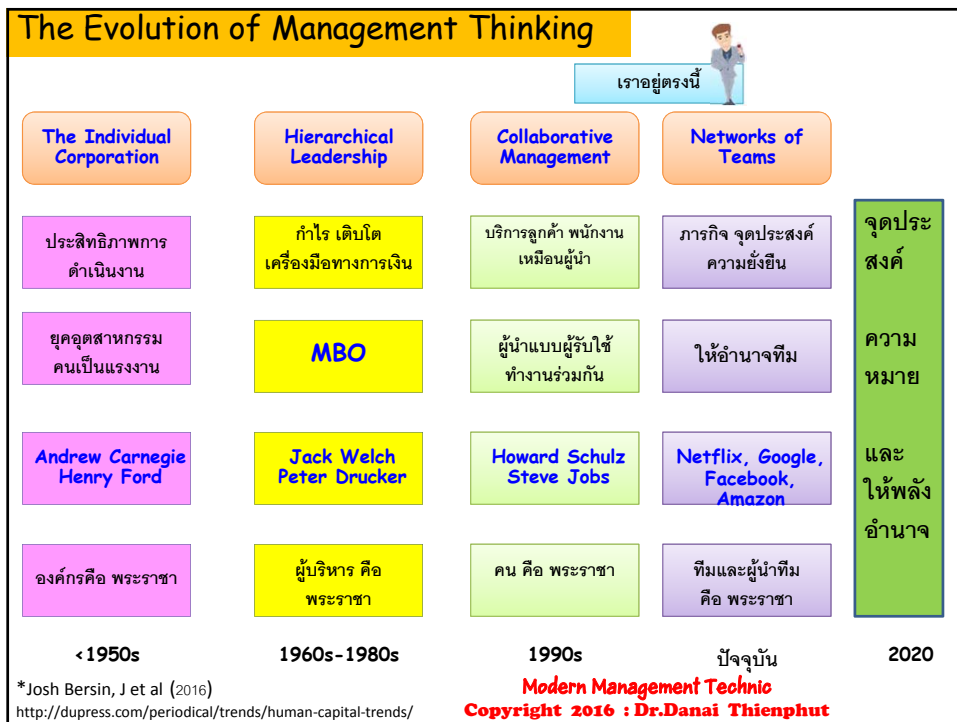 The Evolution of Management Thinking
เราอยู่ตรงนี้
The Individual
Corporation
Hierarchical
Leadership
Collaborative
Management
Networks of
Teams
ประสิทธิภาพการ
ดำเนินงาน
กำไร เติบโต
เครื่องมือทางการเงิน
บริการลูกค้า พนักงาน
เหมือนผู้นำ
ภารกิจ จุดประสงค์
ความยั่งยืน
จุดประ
สงค์
ความ
หมาย
และ
ให้พลัง
อำนาจ
ยุคอุตสาหกรรม
คนเป็นแรงงาน
MBO
ผู้นำแบบผู้รับใช้
ทำงานร่วมกัน
ให้อำนาจทีม
Andrew Carnegie
Henry Ford
Jack Welch
Peter Drucker
Howard Schulz
Steve Jobs
Netflix, Google,
Facebook,
Amazon
องค์กรคือ พระราชา
ผู้บริหาร คือ
พระราชา
คน คือ พระราชา
ทีมและผู้นำทีม
คือ พระราชา
<1950s
1960s-1980s
1990s
ปัจจุบัน
2020
*Josh Bersin, J et al (2016)
http://dupress.com/periodical/trends/human-capital-trends/
Modern Management Technic
Copyright 2016 : Dr.Danai Thienphut